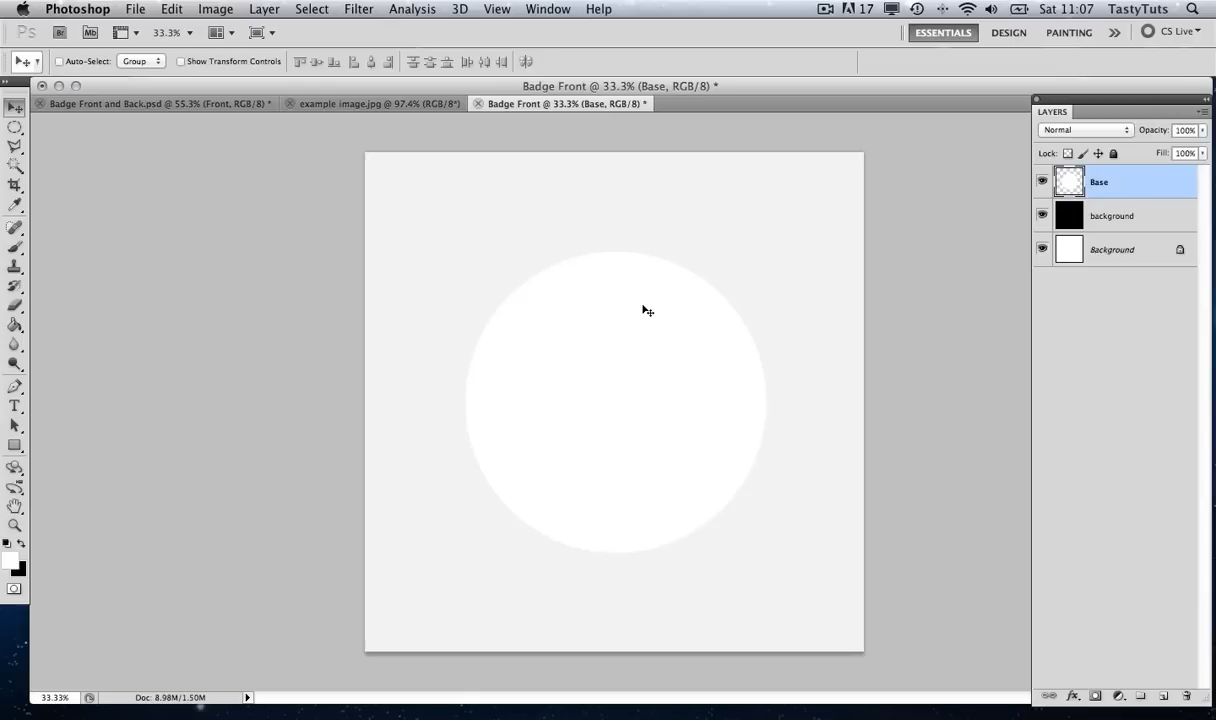 Photoshop File Edit Image Layer Select Filter Analysis 3D View Window Help 17 Sat 11:07 TastyTuts
Ps Br Mb 33.3% ESSENTIALS DESIGN PAINTING >> CS Live
Auto-Select: Group Show Transform Controls
Badge Front @ 33.3% (Base, RGB/8) *
Badge Front and Back.psd @ 55.3% (Front, RGB/8) * example image.jpg @ 97.4% (RGB/8*) Badge Front @ 33.3% (Base, RGB/8) *
LAYERS
Normal Opacity: 100%
Lock: Fill: 100%
Base
background
Background
T
fx
33.33% Doc: 8.98M/1.50M